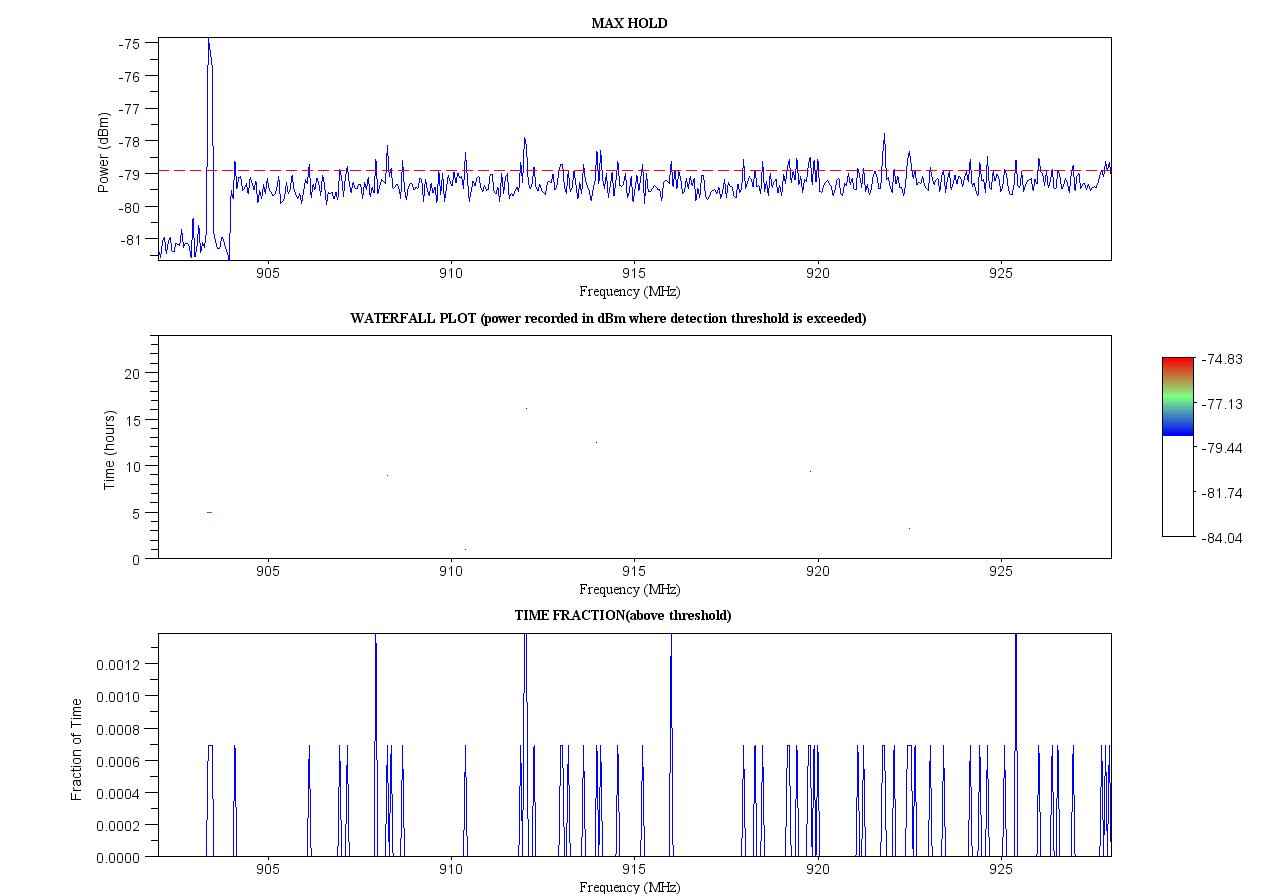 MAX HOLD
-75
-76
-77
-78
-79
-80
-81
Power (dBm)
905 910 915 920 925
Frequency (MHz)
WATERFALL PLOT (power recorded in dBm where detection threshold is exceeded)
20
15
10
5
0
Time (hours)
905 910 915 920 925
Frequency (MHz)
-74.83
-77.13
-79.44
-81.74
-84.04
TIME FRACTION(above threshold)
0.0012
0.0010
0.0008
0.0006
0.0004
0.0002
0.0000
Fraction of Time
905 910 915 920 925
Frequency (MHz)